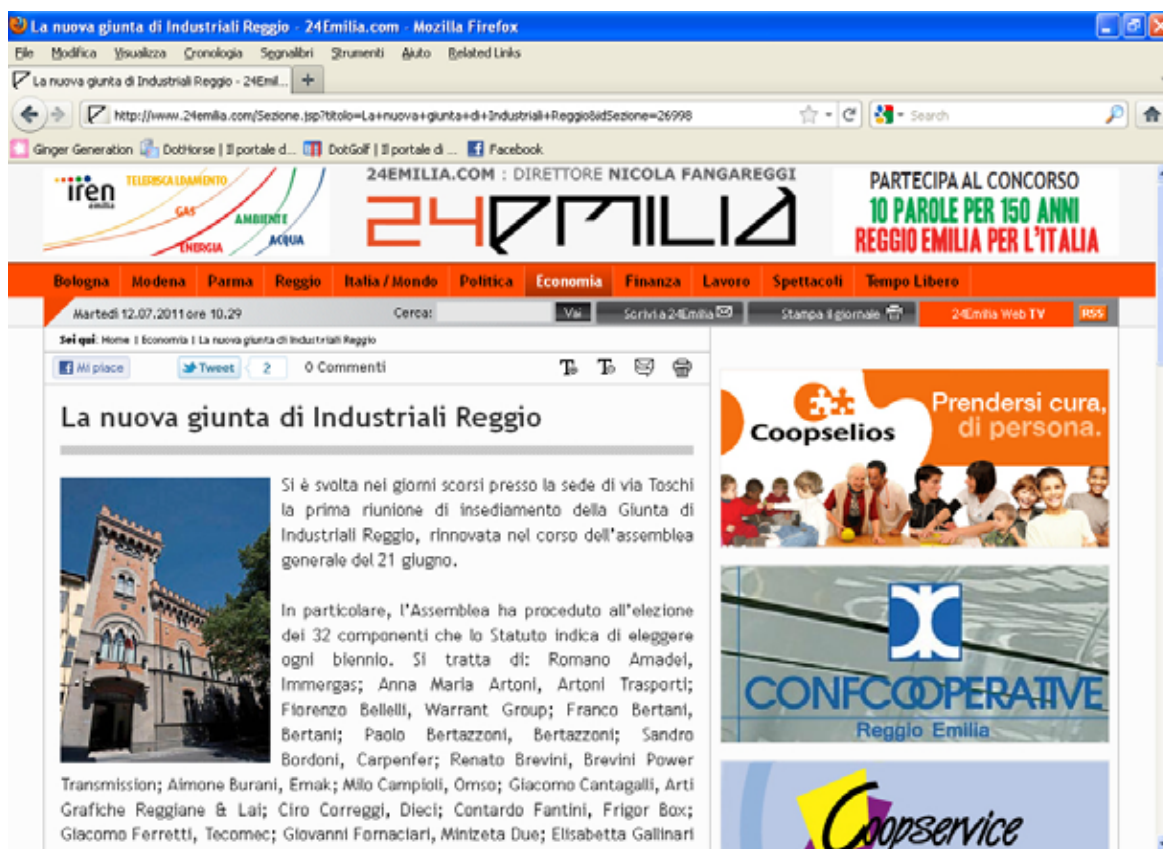 La nuova giunta di Industriali Reggio - 24Emilia.com - Mozilla Firefox
File Modifica Visualizza Cronologia Segnalibri Strumenti Aiuto Related Links
La nuova giunta di Industriali Reggio - 24Emil... +
http://www.24emilia.com/Sezione.jsp?titolo=La+nuova+giunta+di+Industriali+Reggio&idSezione=26998 Search
Ginger Generation DotHorse | Il portale d... DotGolf | Il portale di ... Facebook
iren
emilia
TELERISCALDAMENTO
GAS
AMBIENTE
ENERGIA
ACQUA
24EMILIA.COM : DIRETTORE NICOLA FANGAREGGI
24EMILIA
PARTECIPA AL CONCORSO
10 PAROLE PER 150 ANNI
REGGIO EMILIA PER L'ITALIA
Bologna Modena Parma Reggio Italia / Mondo Politica Economia Finanza Lavoro Spettacoli Tempo Libero
Martedì 12.07.2011 ore 10.29 Cerca: Vai Scrivi a 24Emilia Stampa il giornale 24Emilia Web TV RSS
Sei qui: Home | Economia | La nuova giunta di Industriali Reggio
Mi piace Tweet 2 0 Commenti
La nuova giunta di Industriali Reggio
Si è svolta nei giorni scorsi presso la sede di via Toschi
la prima riunione di insediamento della Giunta di
Industriali Reggio, rinnovata nel corso dell'assemblea
generale del 21 giugno.
In particolare, l'Assemblea ha proceduto all'elezione
dei 32 componenti che lo Statuto indica di eleggere
ogni biennio. Si tratta di: Romano Amadei,
Immergas; Anna Maria Artoni, Artoni Trasporti;
Fiorenzo Bellelli, Warrant Group; Franco Bertani,
Bertani; Paolo Bertazzoni, Bertazzoni; Sandro
Bordoni, Carpenfer; Renato Brevini, Brevini Power
Transmission; Aimone Burani, Emak; Milo Campioli, Omso; Giacomo Cantagalli, Arti
Grafiche Reggiane & Lai; Ciro Correggi, Dieci; Contardo Fantini, Frigor Box;
Giacomo Ferretti, Tecomec; Giovanni Fornaciari, Minizeta Due; Elisabetta Gallinari
Coopselios
Prendersi cura,
di persona.
CONFCOOPERATIVE
Reggio Emilia
Coopservice